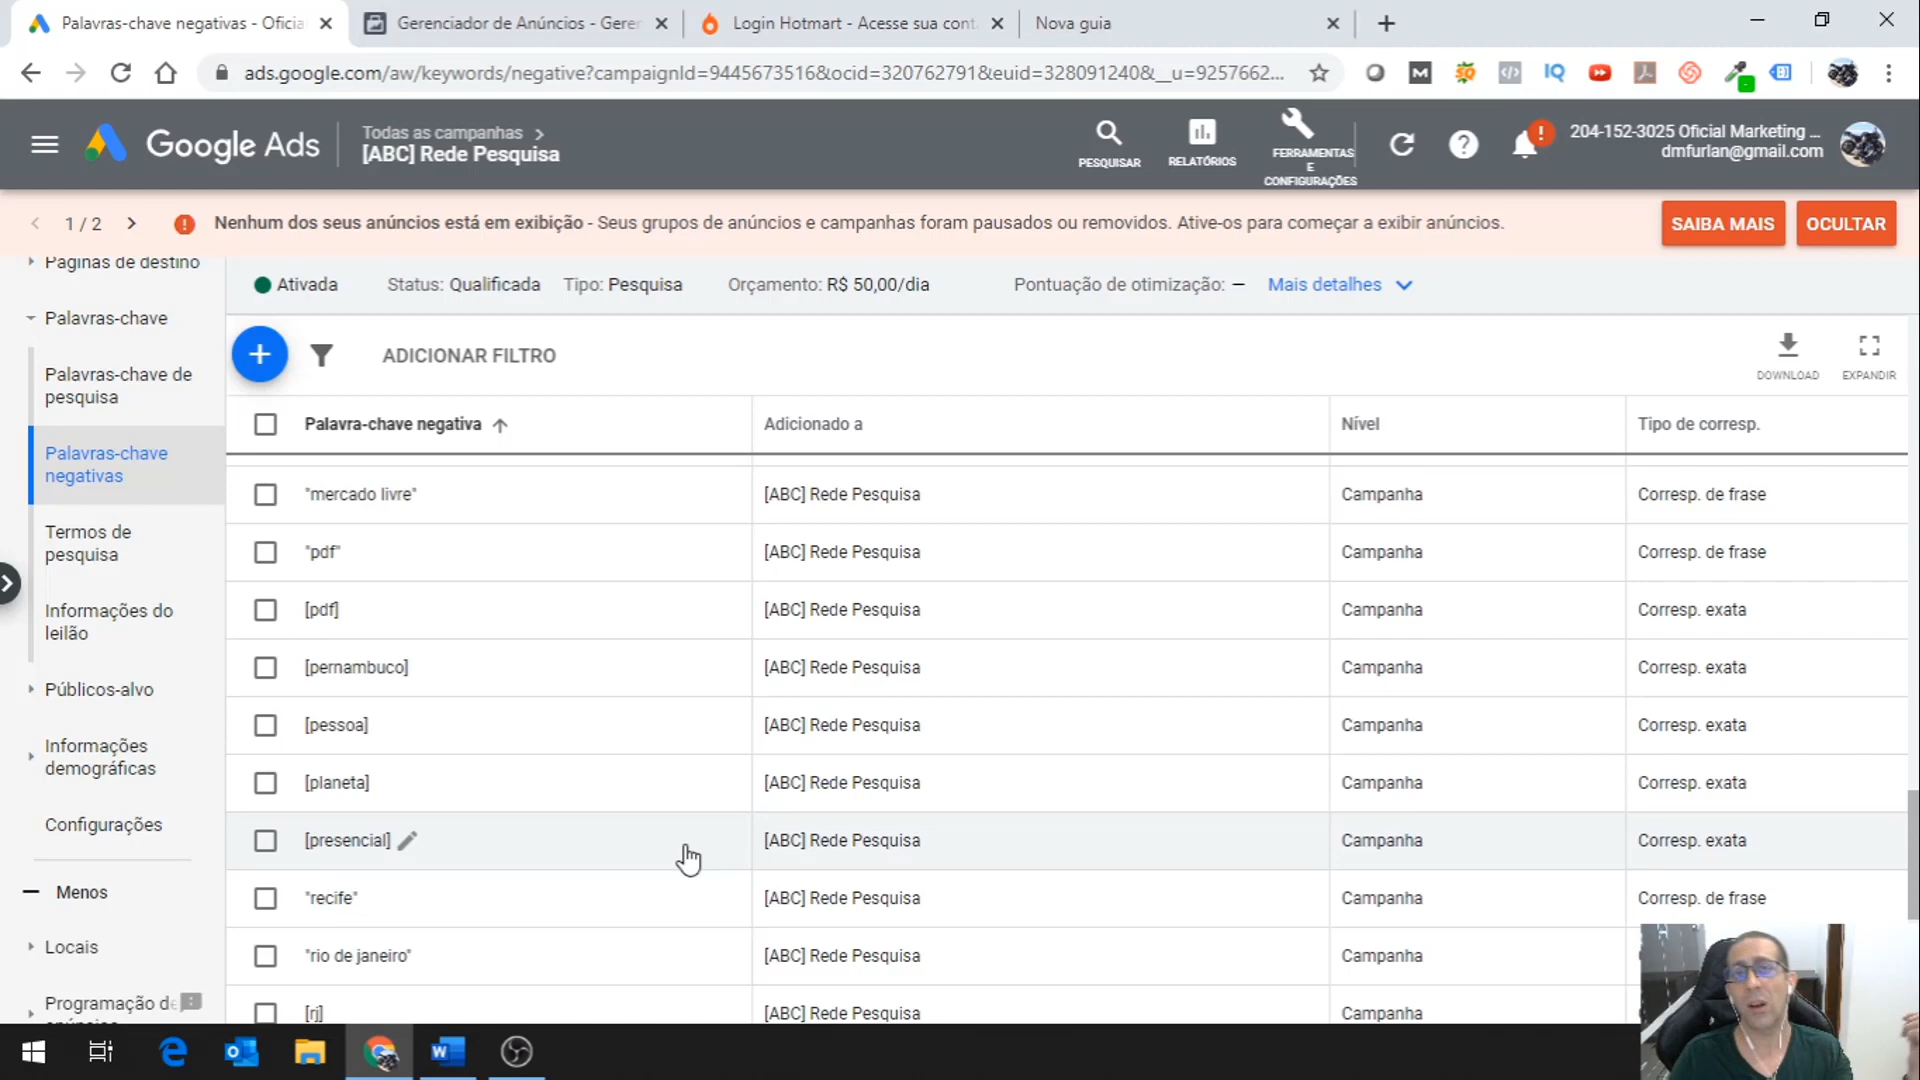 Palavras-chave negativas - Oficia
Gerenciador de Anúncios - Geren
Login Hotmart - Acesse sua cont
Nova guia
ads.google.com/aw/keywords/negative?campaignId=9445673516&ocid=320762791&euid=328091240&__u=9257662...
Google Ads
Todas as campanhas >
[ABC] Rede Pesquisa
PESQUISAR
RELATÓRIOS
FERRAMENTAS
E
CONFIGURAÇÕES
204-152-3025 Oficial Marketing ...
dmfurlan@gmail.com
1 / 2
Nenhum dos seus anúncios está em exibição - Seus grupos de anúncios e campanhas foram pausados ou removidos. Ative-os para começar a exibir anúncios.
SAIBA MAIS
OCULTAR
Páginas de destino
Palavras-chave
Palavras-chave de
pesquisa
Palavras-chave
negativas
Termos de
pesquisa
Informações do
leilão
Públicos-alvo
Informações
demográficas
Configurações
Menos
Locais
Programação de
anúncios
Ativada
Status: Qualificada
Tipo: Pesquisa
Orçamento: R$ 50,00/dia
Pontuação de otimização: –
Mais detalhes
ADICIONAR FILTRO
DOWNLOAD
EXPANDIR
Palavra-chave negativa
Adicionado a
Nível
Tipo de corresp.
"mercado livre" [ABC] Rede Pesquisa Campanha Corresp. de frase
"pdf" [ABC] Rede Pesquisa Campanha Corresp. de frase
[pdf] [ABC] Rede Pesquisa Campanha Corresp. exata
[pernambuco] [ABC] Rede Pesquisa Campanha Corresp. exata
[pessoa] [ABC] Rede Pesquisa Campanha Corresp. exata
[planeta] [ABC] Rede Pesquisa Campanha Corresp. exata
[presencial] [ABC] Rede Pesquisa Campanha Corresp. exata
"recife" [ABC] Rede Pesquisa Campanha Corresp. de frase
"rio de janeiro" [ABC] Rede Pesquisa Campanha
[rj] [ABC] Rede Pesquisa Campanha